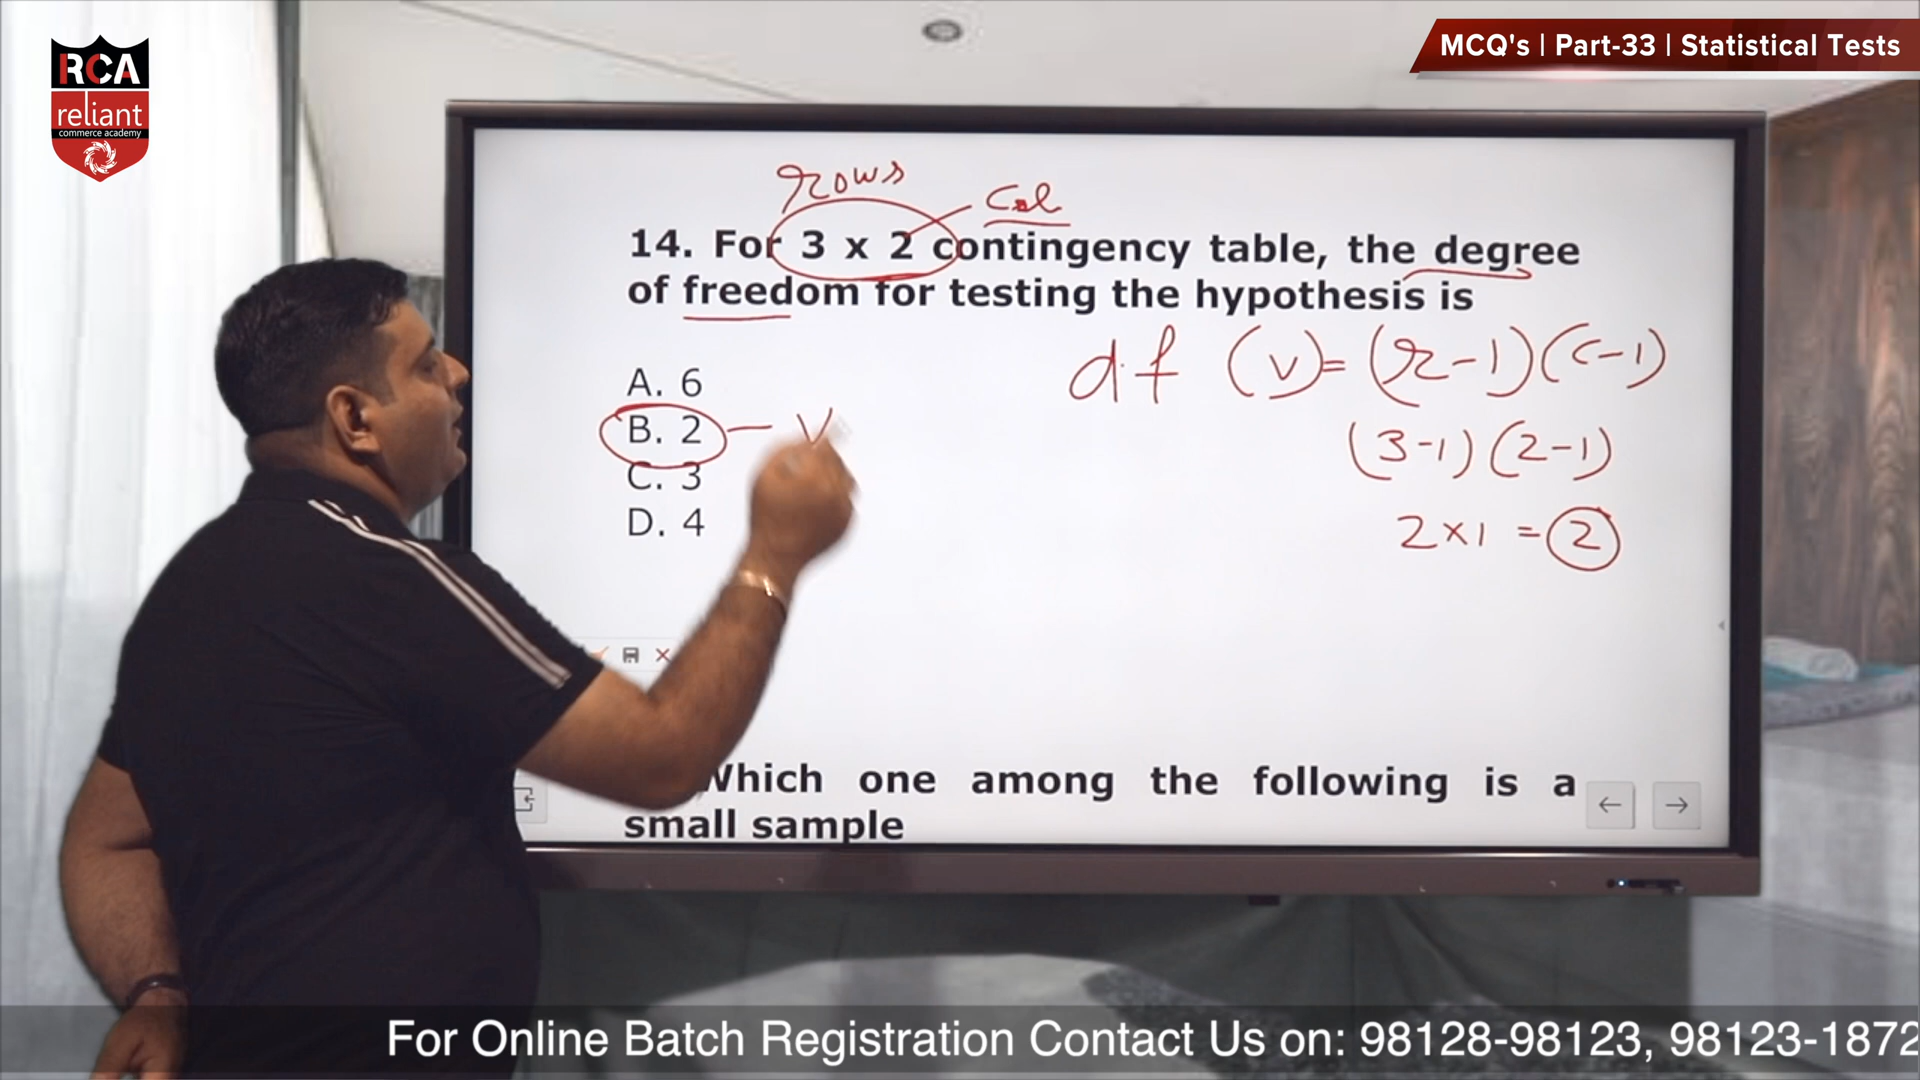 RCA
reliant
commerce academy
MCQ's | Part-33 | Statistical Tests
rows
Col
14. For 3 x 2 contingency table, the degree
of freedom for testing the hypothesis is
d.f (v)= (r-1)(c-1)
A. 6
B. 2 — v
(3-1)(2-1)
C. 3
D. 4
2×1 = 2
Which one among the following is a
small sample
For Online Batch Registration Contact Us on: 98128-98123, 98123-1872